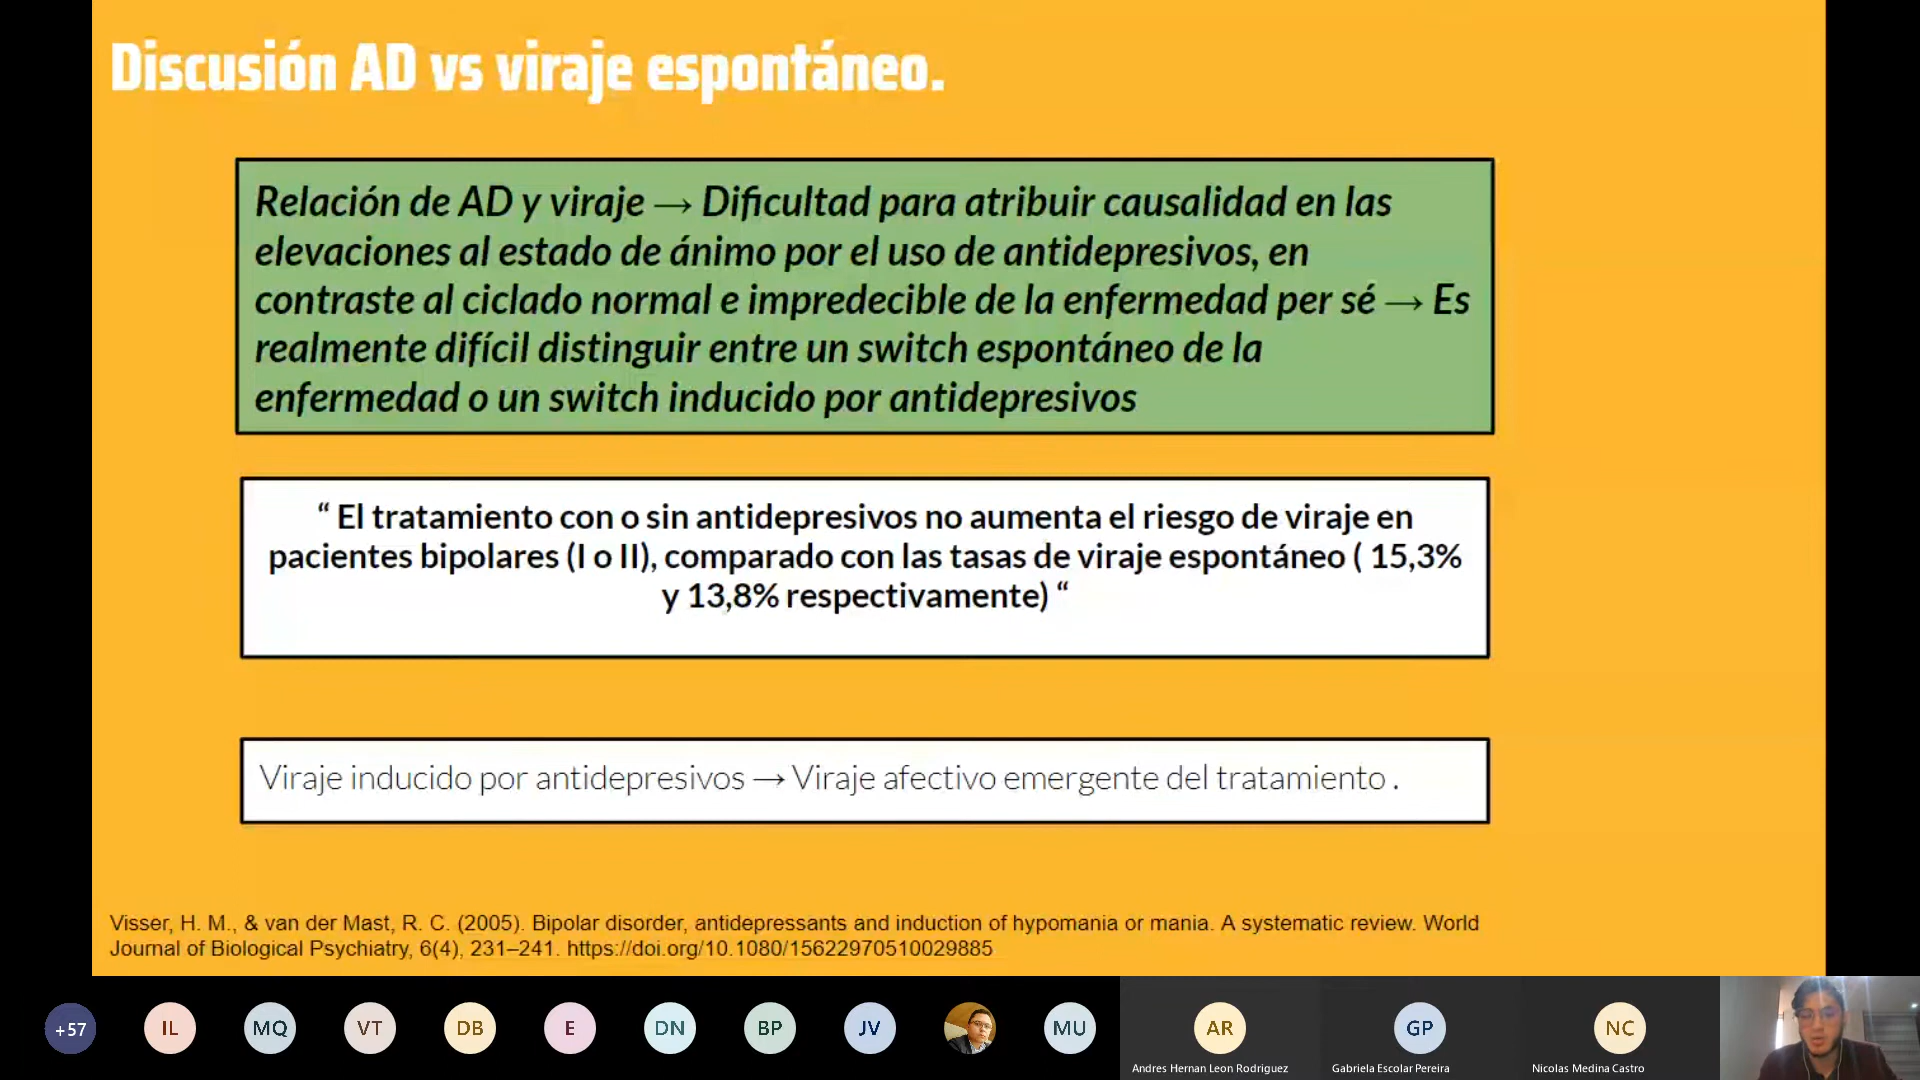 Discusión AD vs viraje espontáneo.
Relación de AD y viraje → Dificultad para atribuir causalidad en las
elevaciones al estado de ánimo por el uso de antidepresivos, en
contraste al ciclado normal e impredecible de la enfermedad per sé → Es
realmente difícil distinguir entre un switch espontáneo de la
enfermedad o un switch inducido por antidepresivos
“ El tratamiento con o sin antidepresivos no aumenta el riesgo de viraje en
pacientes bipolares (I o II), comparado con las tasas de viraje espontáneo ( 15,3%
y 13,8% respectivamente) “
Viraje inducido por antidepresivos → Viraje afectivo emergente del tratamiento .
Visser, H. M., & van der Mast, R. C. (2005). Bipolar disorder, antidepressants and induction of hypomania or mania. A systematic review. World
Journal of Biological Psychiatry, 6(4), 231–241. https://doi.org/10.1080/15622970510029885
+57 IL MQ VT DB E DN BP JV MU AR GP NC
Andres Hernan Leon Rodriguez Gabriela Escolar Pereira Nicolas Medina Castro